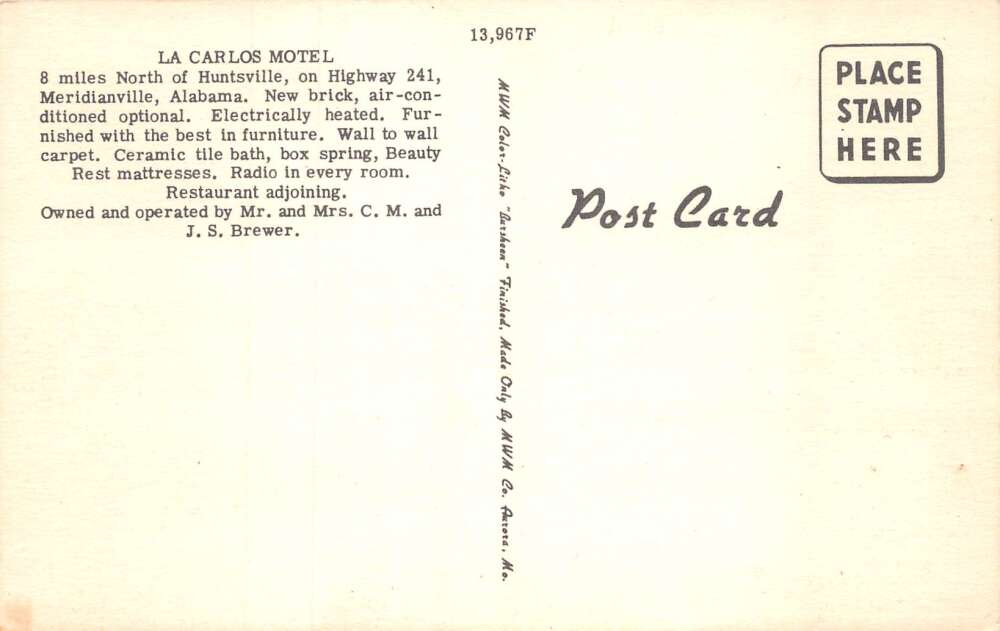 13,967F
LA CARLOS MOTEL
8 miles North of Huntsville, on Highway 241,
Meridianville, Alabama. New brick, air-con-
ditioned optional. Electrically heated. Fur-
nished with the best in furniture. Wall to wall
carpet. Ceramic tile bath, box spring, Beauty
Rest mattresses. Radio in every room.
Restaurant adjoining.
Owned and operated by Mr. and Mrs. C. M. and
J. S. Brewer.
MWM Color-Litho "Bursheen" Finished, Made Only By MWM Co. Aurora, Mo.
Post Card
PLACE
STAMP
HERE